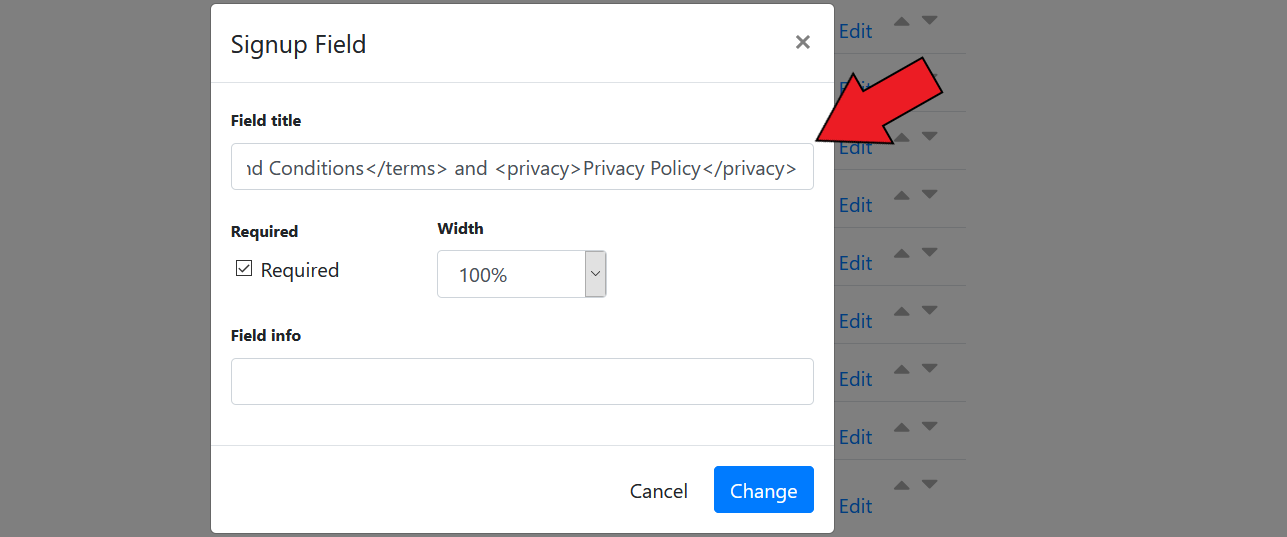 Signup Field
×
Edit
Edit
Field title
Edit
nd Conditions</terms> and <privacy>Privacy Policy</privacy>
Edit
Required
Width
Required
100%
Edit
Edit
Field info
Edit
Edit
Cancel
Change
Edit